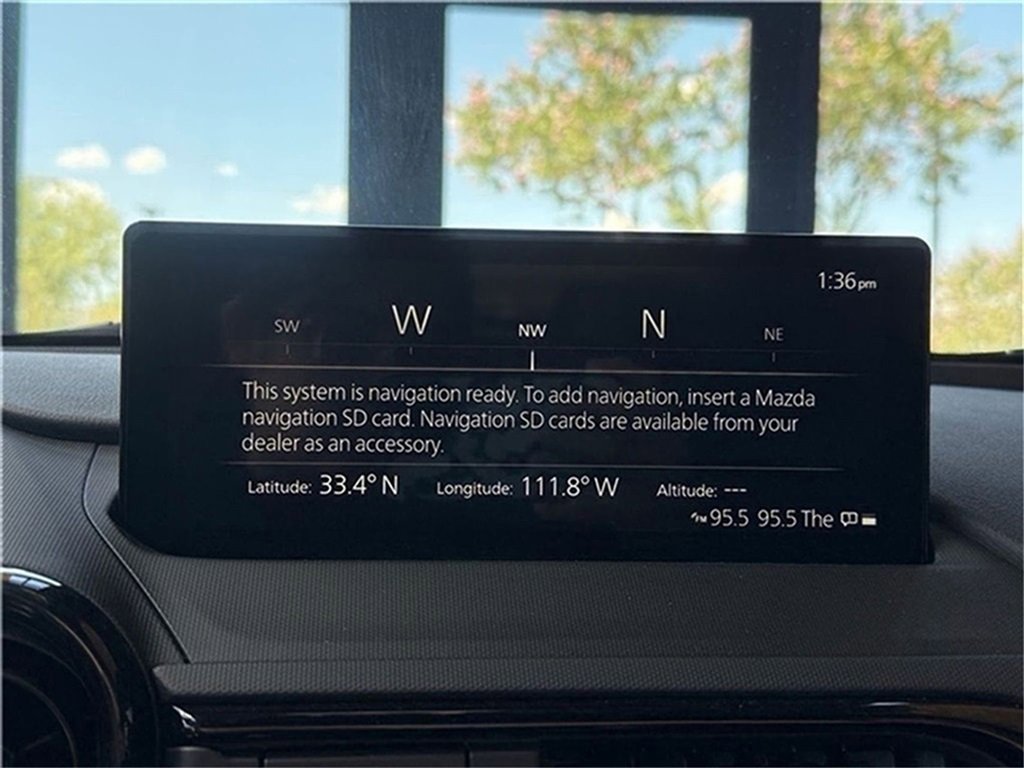 1:36pm
SW W NW N NE
This system is navigation ready. To add navigation, insert a Mazda
navigation SD card. Navigation SD cards are available from your
dealer as an accessory.
Latitude: 33.4° N Longitude: 111.8° W Altitude: ---
FM 95.5 95.5 The